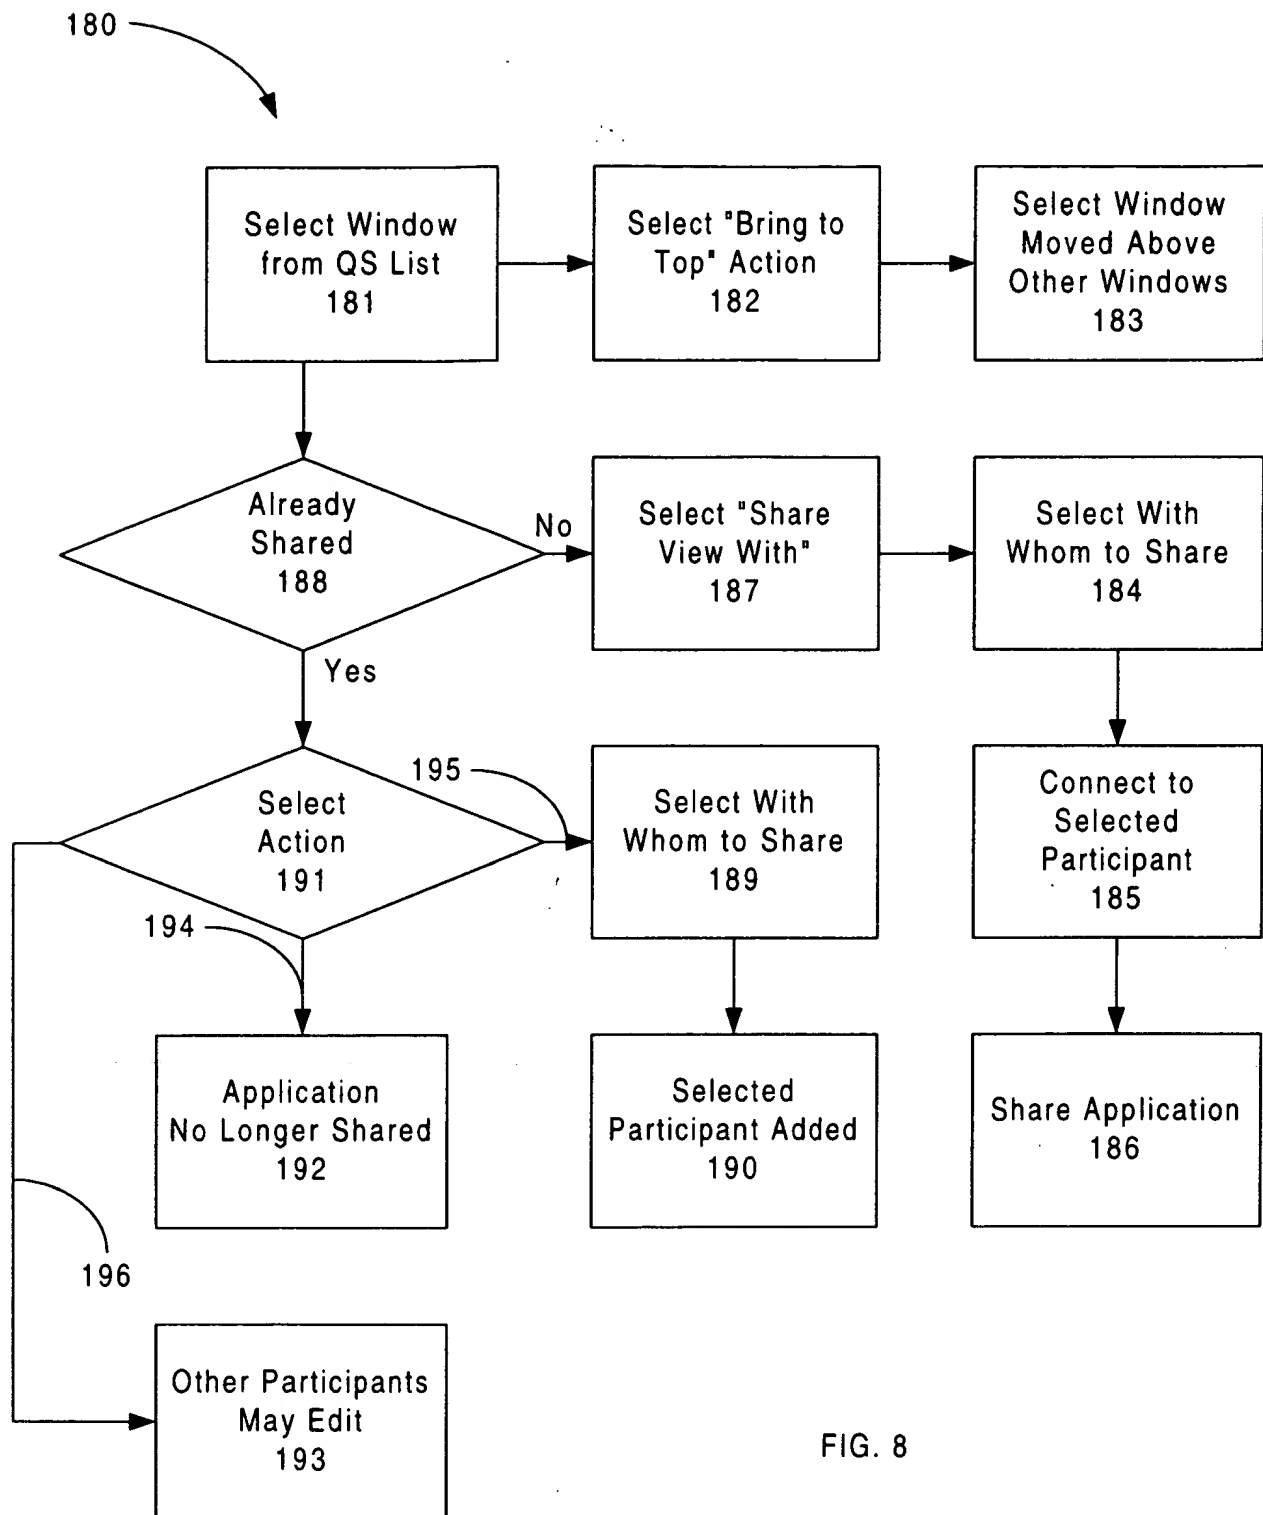 180
Select Window
from QS List
181
Select "Bring to
Top" Action
182
Select Window
Moved Above
Other Windows
183
Already
Shared
188
No
Select "Share
View With"
187
Select With
Whom to Share
184
Yes
Select
Action
191
195
Select With
Whom to Share
189
Connect to
Selected
Participant
185
194
Application
No Longer Shared
192
Selected
Participant Added
190
Share Application
186
196
Other Participants
May Edit
193
FIG. 8